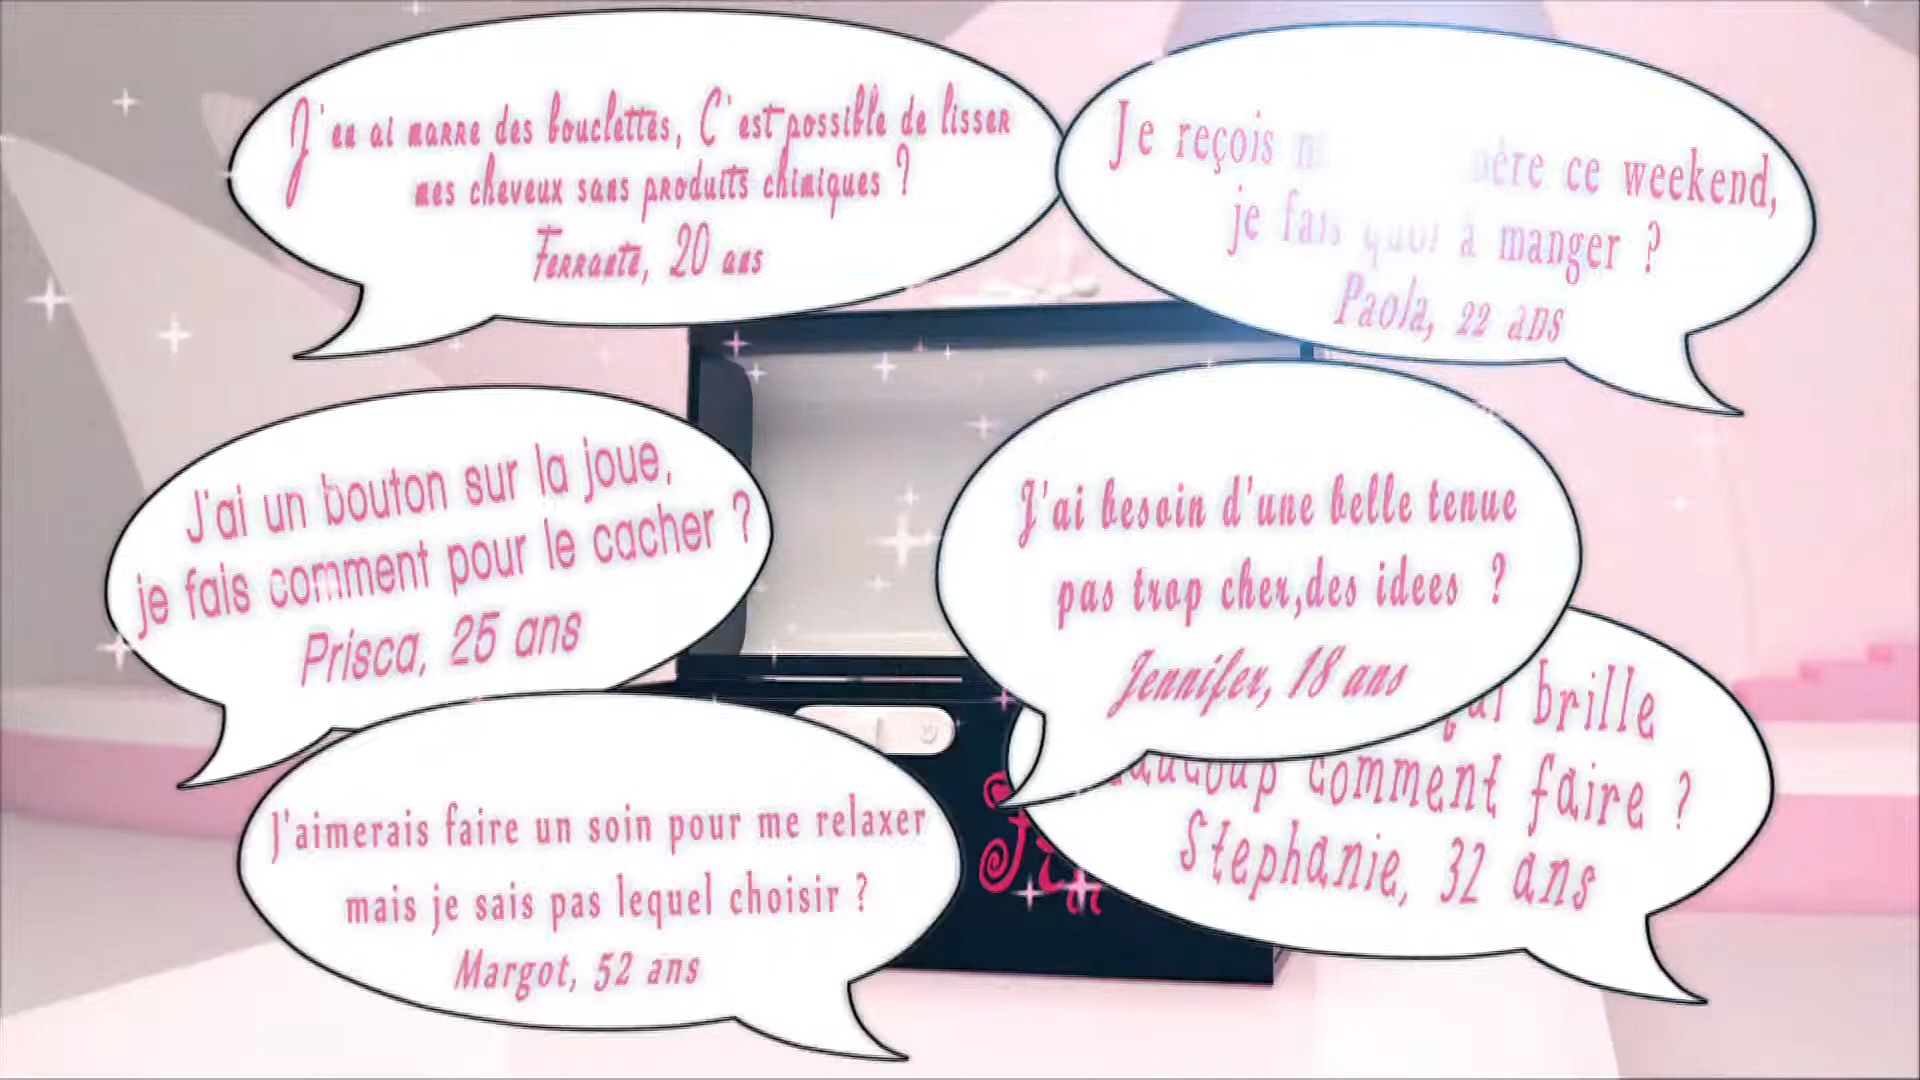 J'en ai marre des bouclettes, C'est possible de lisser
mes cheveux sans produits chimiques ?
Ferrante, 20 ans
Je reçois ce weekend,
je fais quoi à manger ?
Paola, 22 ans
J'ai un bouton sur la joue,
je fais comment pour le cacher ?
Prisca, 25 ans
J'ai besoin d'une belle tenue
pas trop cher,des idees ?
Jennifer, 18 ans
brille
comment faire ?
Stephanie, 32 ans
J'aimerais faire un soin pour me relaxer
mais je sais pas lequel choisir ?
Margot, 52 ans